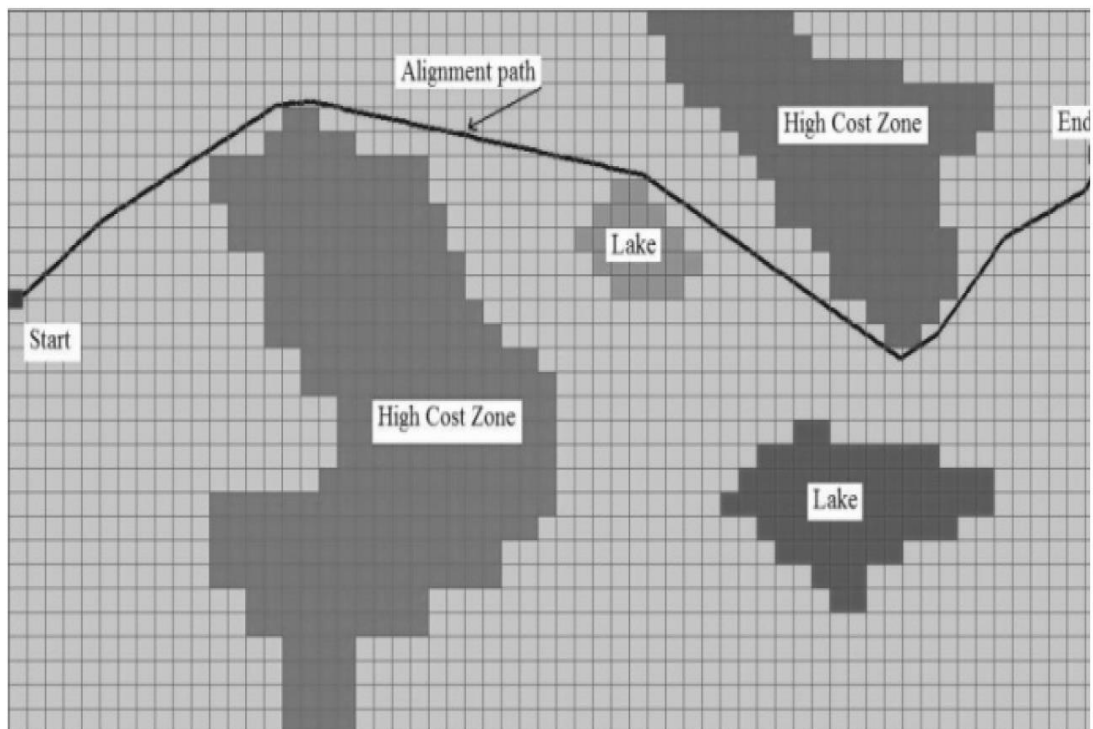 Alignment path
High Cost Zone
End
Lake
Start
High Cost Zone
Lake